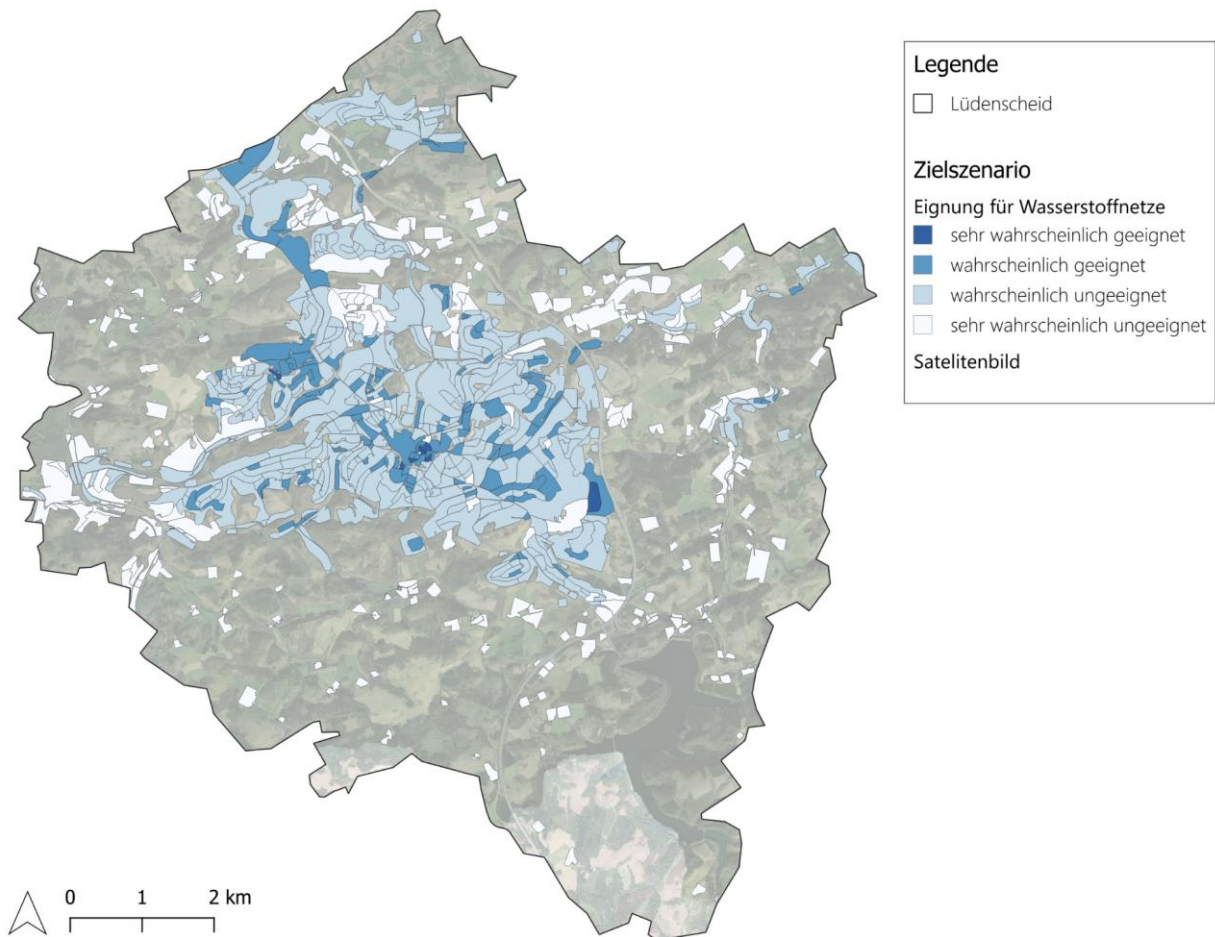 Legende
Lüdenscheid
Zielszenario
Eignung für Wasserstoffnetze
sehr wahrscheinlich geeignet
wahrscheinlich geeignet
wahrscheinlich ungeeignet
sehr wahrscheinlich ungeeignet
Satelitenbild
0 1 2 km